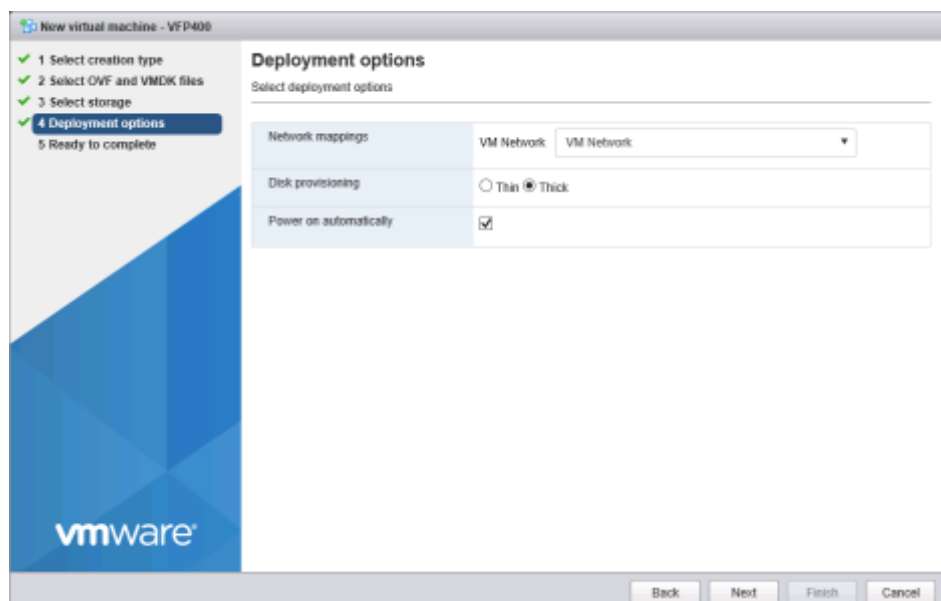 New virtual machine - VFP400
1 Select creation type
2 Select OVF and VMDK files
3 Select storage
4 Deployment options
5 Ready to complete
Deployment options
Select deployment options
Network mappings
VM Network VM Network
Disk provisioning
Thin Thick
Power on automatically
vmware®
Back Next Finish Cancel